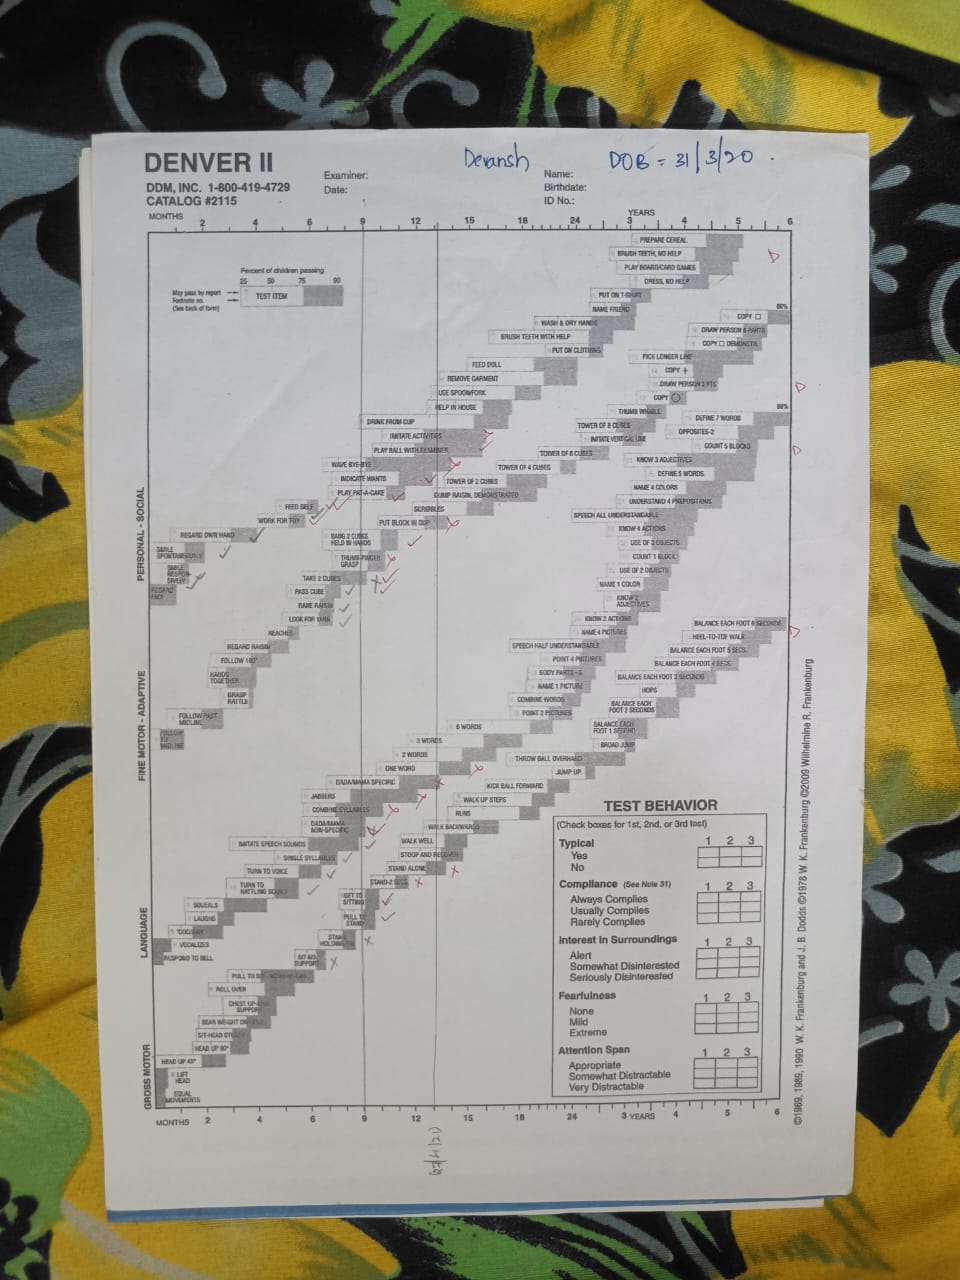 DENVER II
DDM, INC. 1-800-419-4729
CATALOG #2115
Examiner:
Date:
Devansh
DOB = 31/3/20.
Name:
Birthdate:
ID No.:
MONTHS
YEARS
2 4 6 9 12 15 18 24 3 4 5 6
Percent of children passing
25 50 75 90
May pass by report
Footnote no.
(See back of form)
TEST ITEM
PERSONAL - SOCIAL
PREPARE CEREAL
BRUSH TEETH, NO HELP
PLAY BOARD/CARD GAMES
DRESS, NO HELP
PUT ON T-SHIRT
NAME FRIEND
WASH & DRY HANDS
BRUSH TEETH WITH HELP
PUT ON CLOTHING
FEED DOLL
REMOVE GARMENT
USE SPOON/FORK
HELP IN HOUSE
DRINK FROM CUP
IMITATE ACTIVITIES
PLAY BALL WITH EXAMINER
WAVE BYE-BYE
INDICATE WANTS
PLAY PAT-A-CAKE
FEED SELF
WORK FOR TOY
REGARD OWN HAND
SMILE SPONTANEOUSLY
SMILE RESPONSIVELY
REGARD FACE
FINE MOTOR - ADAPTIVE
86%
COPY □
DRAW PERSON 6 PARTS
COPY □ DEMONSTR.
PICK LONGER LINE
COPY +
DRAW PERSON 3 PTS
COPY ○
THUMB WIGGLE
TOWER OF 8 CUBES
IMITATE VERTICAL LINE
TOWER OF 6 CUBES
TOWER OF 4 CUBES
TOWER OF 2 CUBES
DUMP RAISIN, DEMONSTRATED
SCRIBBLES
PUT BLOCK IN CUP
BANG 2 CUBES HELD IN HANDS
THUMB-FINGER GRASP
TAKE 2 CUBES
PASS CUBE
RAKE RAISIN
LOOK FOR YARN
REACHES
REGARD RAISIN
FOLLOW 180°
HANDS TOGETHER
GRASP RATTLE
FOLLOW PAST MIDLINE
FOLLOW TO MIDLINE
LANGUAGE
88%
DEFINE 7 WORDS
OPPOSITES-2
COUNT 5 BLOCKS
KNOW 3 ADJECTIVES
DEFINE 5 WORDS
NAME 4 COLORS
UNDERSTAND 4 PREPOSITIONS
SPEECH ALL UNDERSTANDABLE
KNOW 4 ACTIONS
USE OF 3 OBJECTS
COUNT 1 BLOCK
USE OF 2 OBJECTS
NAME 1 COLOR
KNOW 2 ADJECTIVES
KNOW 2 ACTIONS
NAME 4 PICTURES
SPEECH HALF UNDERSTANDABLE
POINT 4 PICTURES
BODY PARTS - 6
NAME 1 PICTURE
COMBINE WORDS
POINT 2 PICTURES
6 WORDS
3 WORDS
2 WORDS
ONE WORD
DADA/MAMA SPECIFIC
JABBERS
COMBINE SYLLABLES
DADA/MAMA NON-SPECIFIC
IMITATE SPEECH SOUNDS
SINGLE SYLLABLES
TURN TO VOICE
TURN TO RATTLING SOUND
SQUEALS
LAUGHS
"OOO/AAH"
VOCALIZES
RESPOND TO BELL
GROSS MOTOR
BALANCE EACH FOOT 6 SECONDS
HEEL-TO-TOE WALK
BALANCE EACH FOOT 5 SECS.
BALANCE EACH FOOT 4 SECS.
BALANCE EACH FOOT 3 SECONDS
HOPS
BALANCE EACH FOOT 2 SECONDS
BALANCE EACH FOOT 1 SECOND
BROAD JUMP
THROW BALL OVERHAND
JUMP UP
KICK BALL FORWARD
WALK UP STEPS
RUNS
WALK BACKWARDS
WALK WELL
STOOP AND RECOVER
STAND ALONE
STAND-2 SECS.
GET TO SITTING
PULL TO STAND
STAND HOLDING ON
SIT-NO SUPPORT
PULL TO SIT - NO HEAD-LAG
ROLL OVER
CHEST UP-ARM SUPPORT
BEAR WEIGHT ON LEGS
SIT-HEAD STEADY
HEAD UP 90°
HEAD UP 45°
LIFT HEAD
EQUAL MOVEMENTS
TEST BEHAVIOR
(Check boxes for 1st, 2nd, or 3rd test)
Typical 1 2 3
Yes
No
Compliance (See Note 31) 1 2 3
Always Complies
Usually Complies
Rarely Complies
Interest in Surroundings 1 2 3
Alert
Somewhat Disinterested
Seriously Disinterested
Fearfulness 1 2 3
None
Mild
Extreme
Attention Span 1 2 3
Appropriate
Somewhat Distractable
Very Distractable
MONTHS 2 4 6 9 12 15 18 24 3 YEARS 4 5 6
©1969, 1989, 1990 W. K. Frankenburg and J. B. Dodds ©1978 W. K. Frankenburg ©2009 Wilhelmine R. Frankenburg